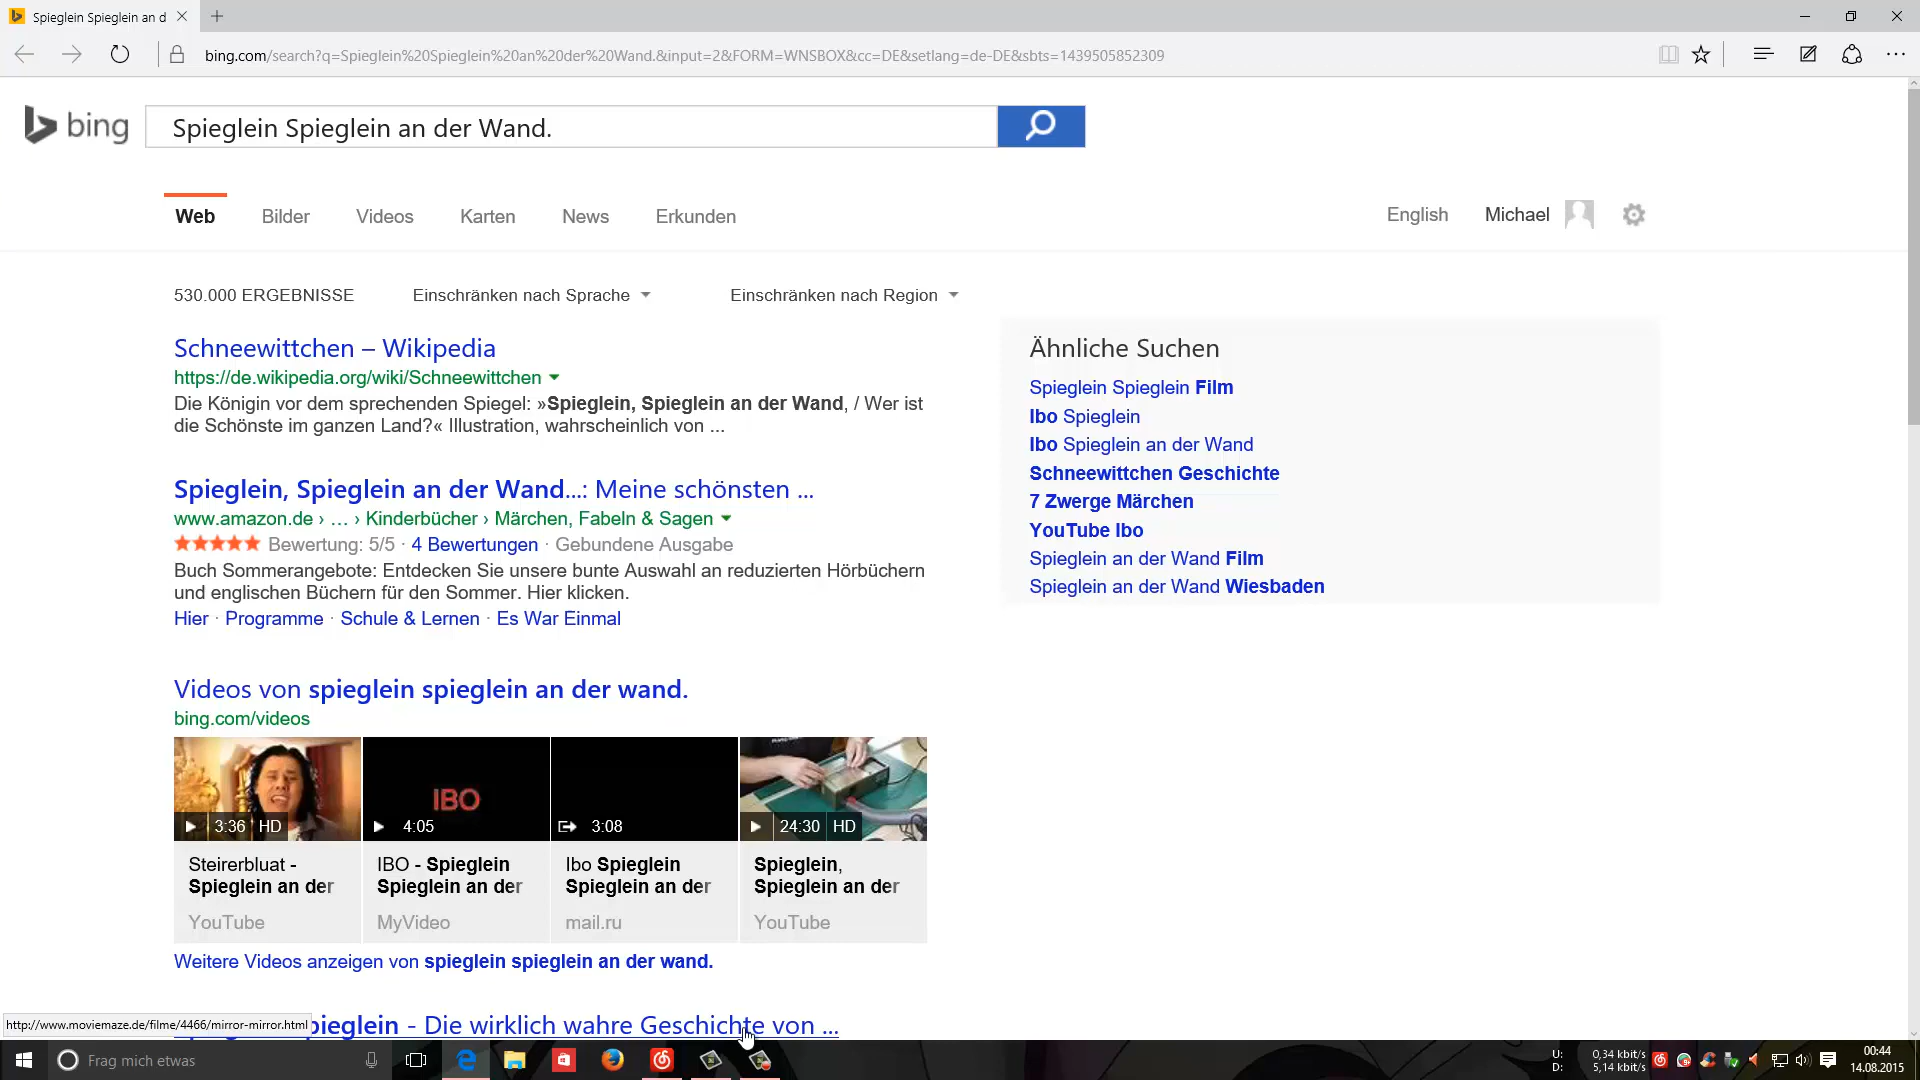 Spieglein Spieglein an d
bing.com/search?q=Spieglein%20Spieglein%20an%20der%20Wand.&input=2&FORM=WNSBOX&cc=DE&setlang=de-DE&sbts=1439505852309
bing
Spieglein Spieglein an der Wand.
Web Bilder Videos Karten News Erkunden
English Michael
530.000 ERGEBNISSE Einschränken nach Sprache Einschränken nach Region
Schneewittchen – Wikipedia
https://de.wikipedia.org/wiki/Schneewittchen
Die Königin vor dem sprechenden Spiegel: »Spieglein, Spieglein an der Wand, / Wer ist
die Schönste im ganzen Land?« Illustration, wahrscheinlich von ...
Spieglein, Spieglein an der Wand...: Meine schönsten ...
www.amazon.de › … › Kinderbücher › Märchen, Fabeln & Sagen
Bewertung: 5/5 · 4 Bewertungen · Gebundene Ausgabe
Buch Sommerangebote: Entdecken Sie unsere bunte Auswahl an reduzierten Hörbüchern
und englischen Büchern für den Sommer. Hier klicken.
Hier · Programme · Schule & Lernen · Es War Einmal
Videos von spieglein spieglein an der wand.
bing.com/videos
3:36 HD
Steirerbluat -
Spieglein an der
YouTube
IBO
4:05
IBO - Spieglein
Spieglein an der
MyVideo
3:08
Ibo Spieglein
Spieglein an der
mail.ru
24:30 HD
Spieglein,
Spieglein an der
YouTube
Weitere Videos anzeigen von spieglein spieglein an der wand.
pieglein - Die wirklich wahre Geschichte von ...
http://www.moviemaze.de/filme/4466/mirror-mirror.html
Ähnliche Suchen
Spieglein Spieglein Film
Ibo Spieglein
Ibo Spieglein an der Wand
Schneewittchen Geschichte
7 Zwerge Märchen
YouTube Ibo
Spieglein an der Wand Film
Spieglein an der Wand Wiesbaden
Frag mich etwas
U: 0,34 kbit/s
D: 5,14 kbit/s
00:44
14.08.2015